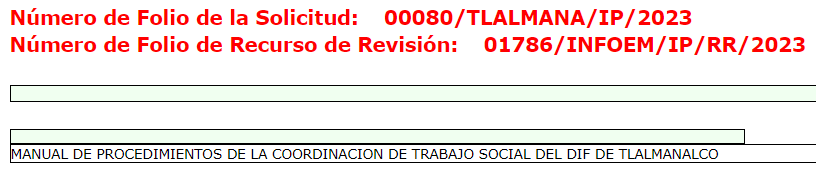 Número de Folio de la Solicitud: 00080/TLALMANA/IP/2023
Número de Folio de Recurso de Revisión: 01786/INFOEM/IP/RR/2023
MANUAL DE PROCEDIMIENTOS DE LA COORDINACION DE TRABAJO SOCIAL DEL DIF DE TLALMANALCO